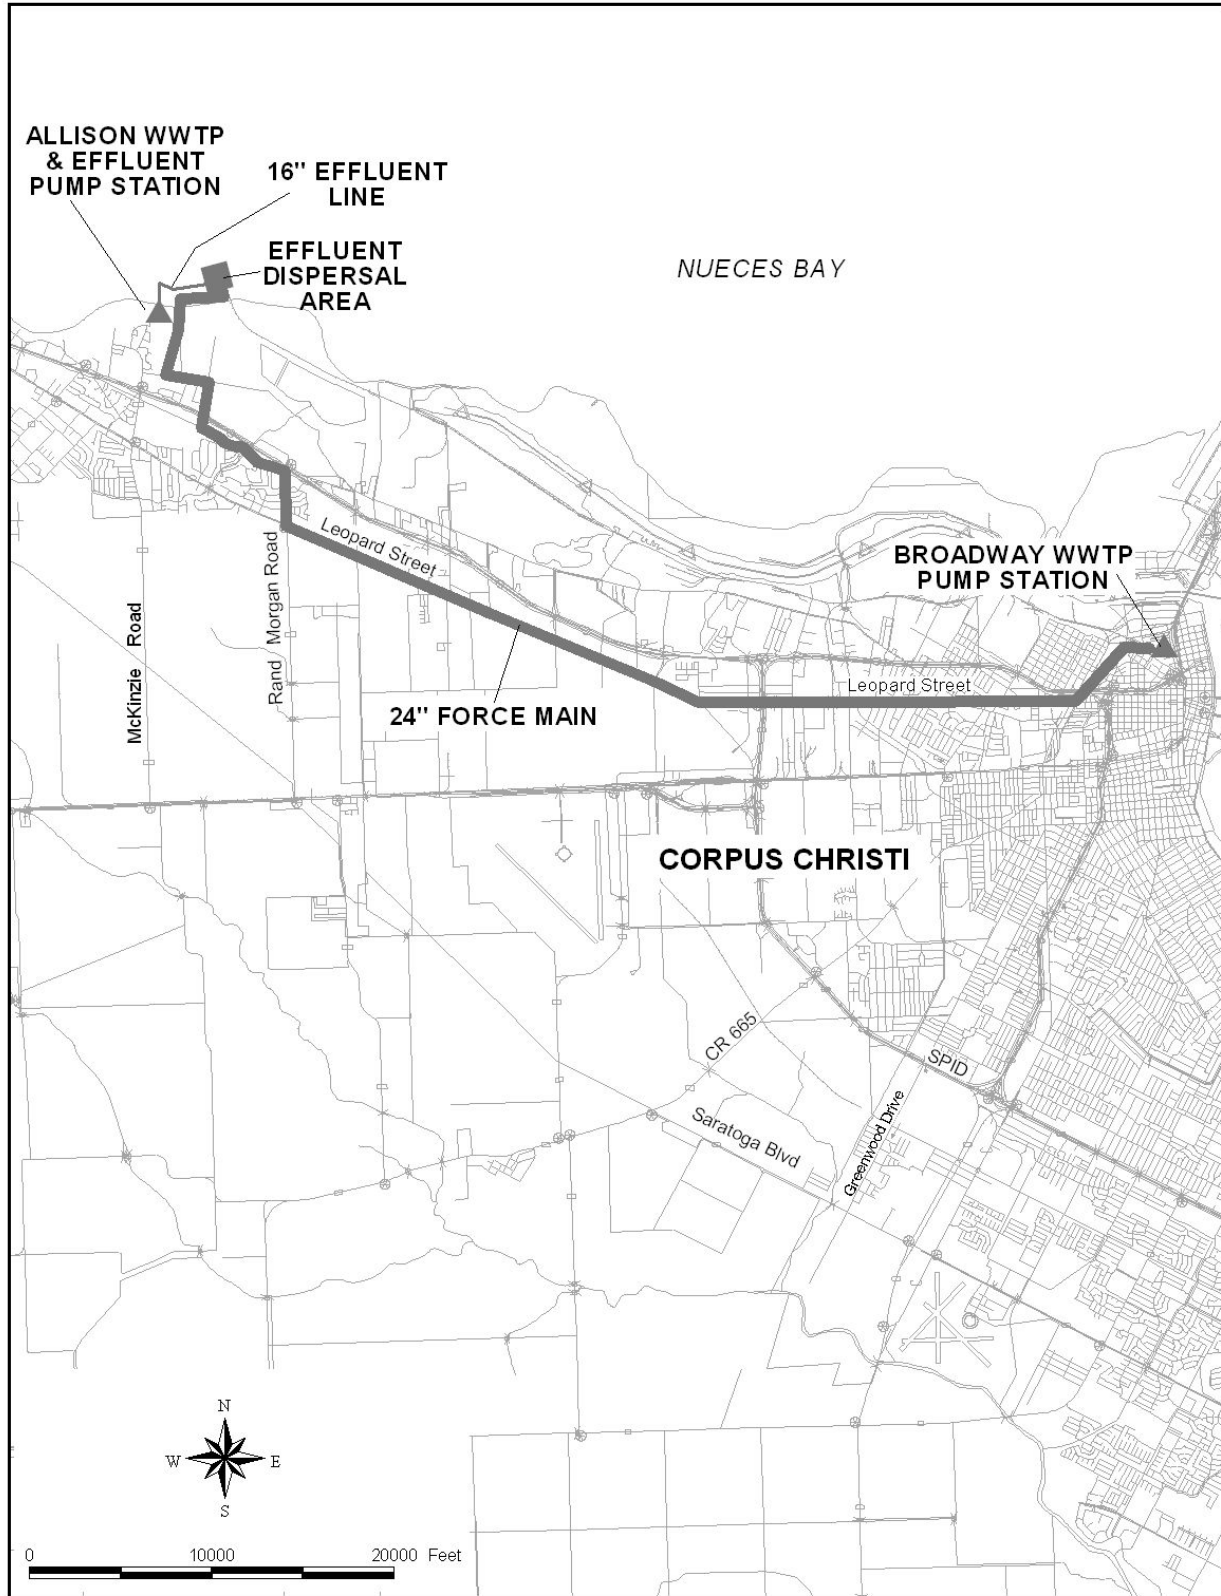 ALLISON WWTP
& EFFLUENT
PUMP STATION
16" EFFLUENT
LINE
EFFLUENT
DISPERSAL
AREA
NUECES BAY
BROADWAY WWTP
PUMP STATION
Leopard Street
Rand Morgan Road
McKinzie Road
Leopard Street
24" FORCE MAIN
CORPUS CHRISTI
CR 665
SPID
Greenwood Drive
Saratoga Blvd
N
W
E
S
0 10000 20000 Feet